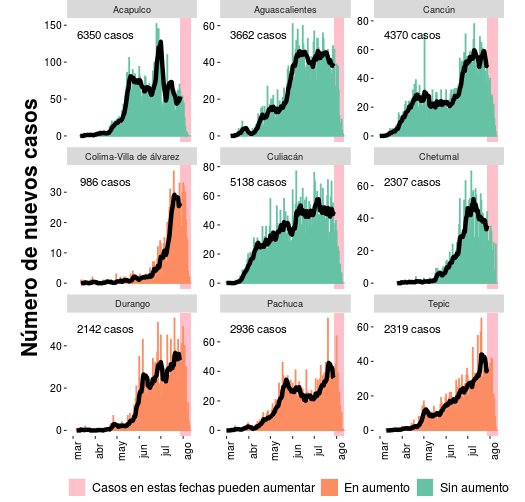 Acapulco Aguascalientes Cancún
150 100 50 0
6350 casos
60 40 20 0
3662 casos
80 60 40 20 0
4370 casos
Colima-Villa de álvarez Culiacán Chetumal
30 20 10 0
986 casos
80 60 40 20 0
5138 casos
60 40 20 0
2307 casos
Durango Pachuca Tepic
40 20 0
2142 casos
60 40 20 0
2936 casos
60 40 20 0
2319 casos
mar abr may jun jul ago
mar abr may jun jul ago
mar abr may jun jul ago
Número de nuevos casos
Casos en estas fechas pueden aumentar En aumento Sin aumento